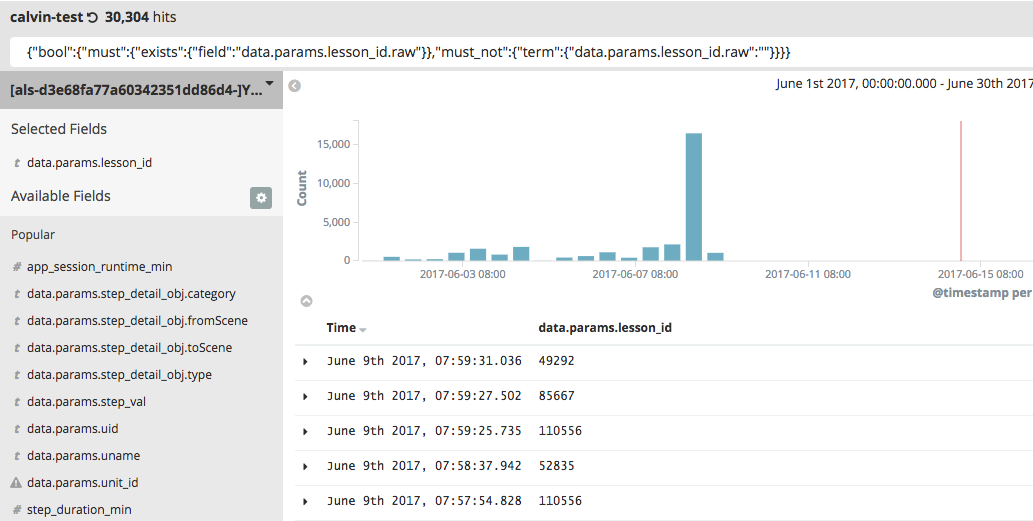 calvin-test 30,304 hits
{"bool":{"must":{"exists":{"field":"data.params.lesson_id.raw"}},"must_not":{"term":{"data.params.lesson_id.raw":""}}}}
[als-d3e68fa77a60342351dd86d4-]Y...
Selected Fields
t data.params.lesson_id
Available Fields
Popular
# app_session_runtime_min
t data.params.step_detail_obj.category
t data.params.step_detail_obj.fromScene
t data.params.step_detail_obj.toScene
t data.params.step_detail_obj.type
t data.params.step_val
t data.params.uid
t data.params.uname
data.params.unit_id
# step_duration_min
June 1st 2017, 00:00:00.000 - June 30th 2017
Count
15,000
10,000
5,000
0
2017-06-03 08:00
2017-06-07 08:00
2017-06-11 08:00
2017-06-15 08:00
@timestamp per
Time data.params.lesson_id
June 9th 2017, 07:59:31.036 49292
June 9th 2017, 07:59:27.502 85667
June 9th 2017, 07:59:25.735 110556
June 9th 2017, 07:58:37.942 52835
June 9th 2017, 07:57:54.828 110556